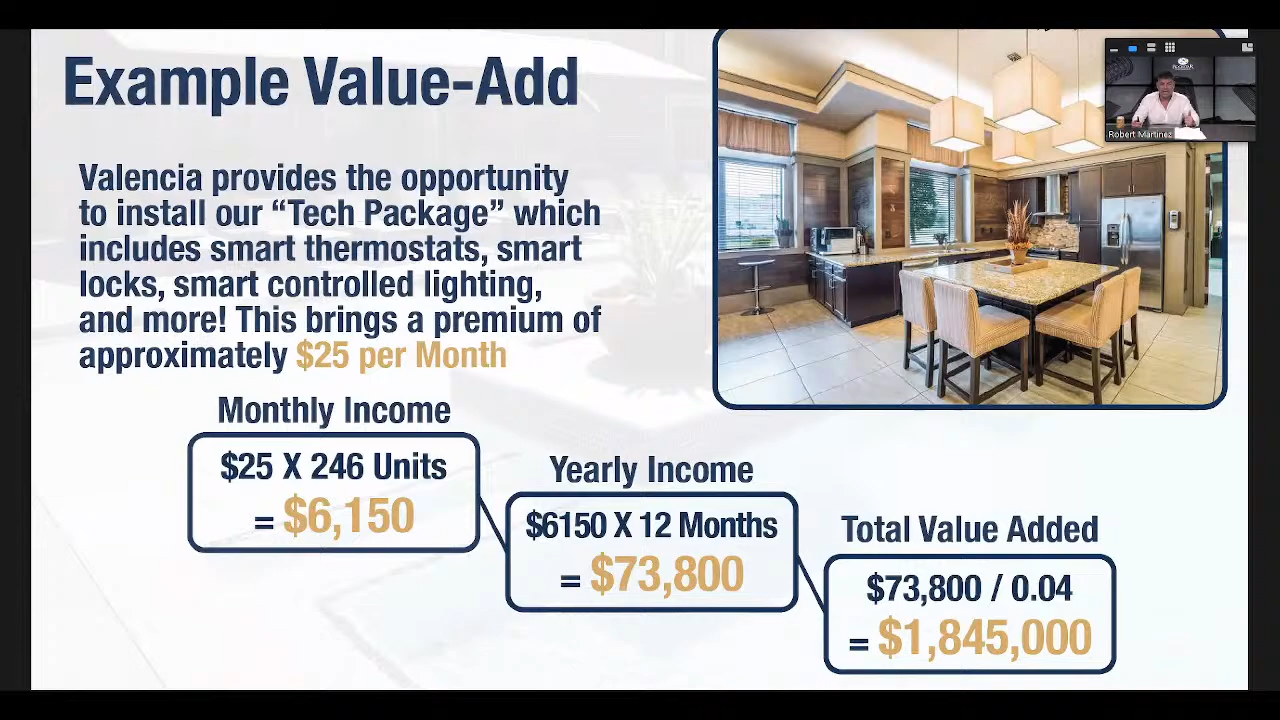 Example Value-Add
Valencia provides the opportunity
to install our “Tech Package” which
includes smart thermostats, smart
locks, smart controlled lighting,
and more! This brings a premium of
approximately $25 per Month
Robert Martinez
Monthly Income
$25 X 246 Units
= $6,150
Yearly Income
$6150 X 12 Months
= $73,800
Total Value Added
$73,800 / 0.04
= $1,845,000